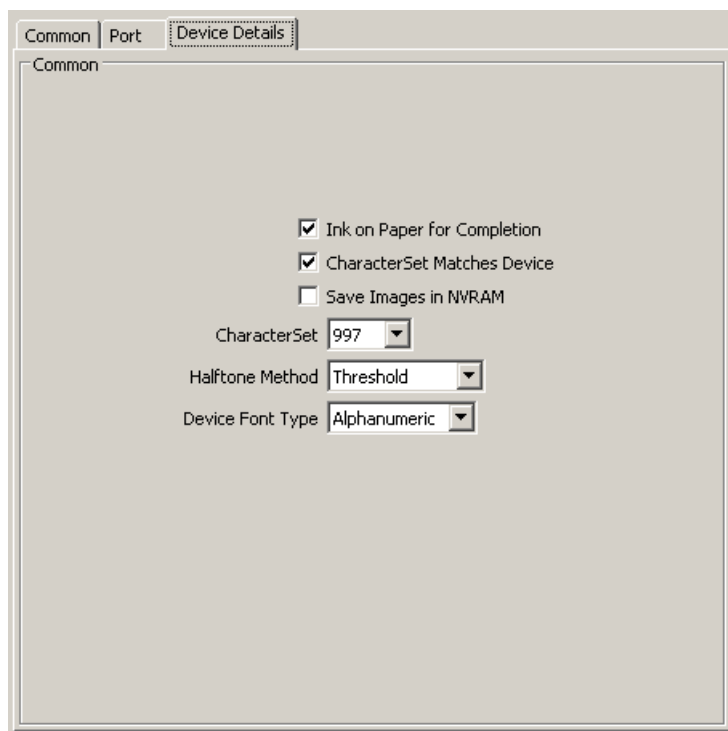 Common Port Device Details
Common
Ink on Paper for Completion
CharacterSet Matches Device
Save Images in NVRAM
CharacterSet 997
Halftone Method Threshold
Device Font Type Alphanumeric